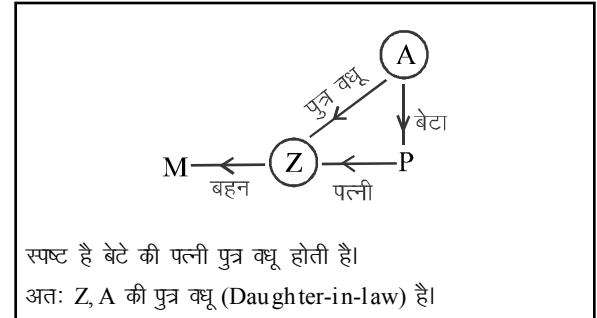 A
पुत्र वधू
बेटा
M
Z
P
बहन
पत्नी
स्पष्ट है बेटे की पत्नी पुत्र वधू होती है।
अतः Z, A की पुत्र वधू (Daughter-in-law) है।